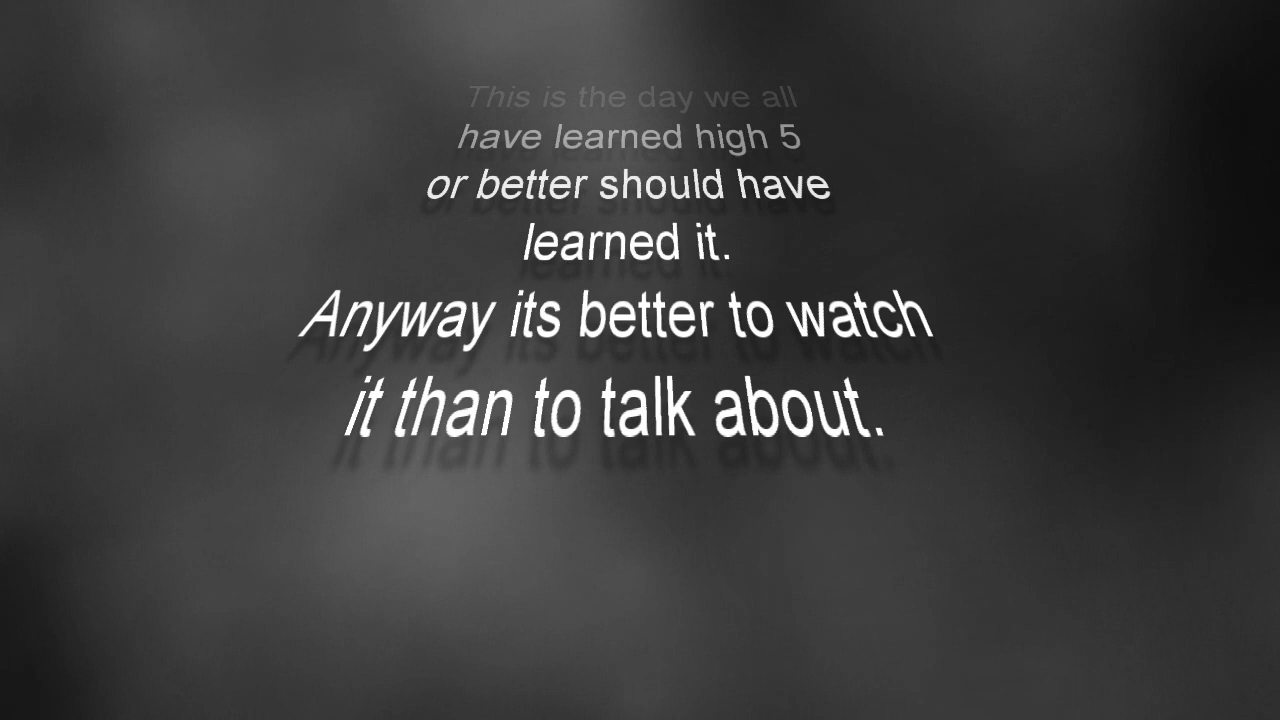 This is the day we all
have learned high 5
or better should have
learned it.
Anyway its better to watch
it than to talk about.